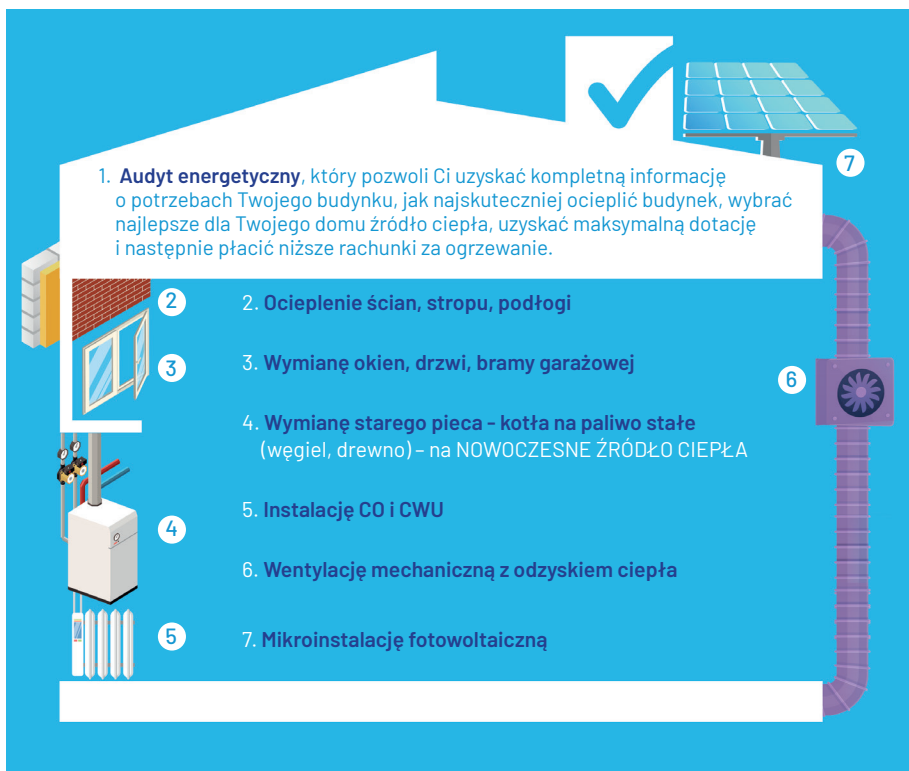 7
1. Audyt energetyczny, który pozwoli Ci uzyskać kompletną informację
o potrzebach Twojego budynku, jak najskuteczniej ocieplić budynek, wybrać
najlepsze dla Twojego domu źródło ciepła, uzyskać maksymalną dotację
i następnie płacić niższe rachunki za ogrzewanie.
2
2. Ocieplenie ścian, stropu, podłogi
3
3. Wymianę okien, drzwi, bramy garażowej
6
4. Wymianę starego pieca - kotła na paliwo stałe
(węgiel, drewno) – na NOWOCZESNE ŹRÓDŁO CIEPŁA
4
5. Instalację CO i CWU
6. Wentylację mechaniczną z odzyskiem ciepła
5
7. Mikroinstalację fotowoltaiczną